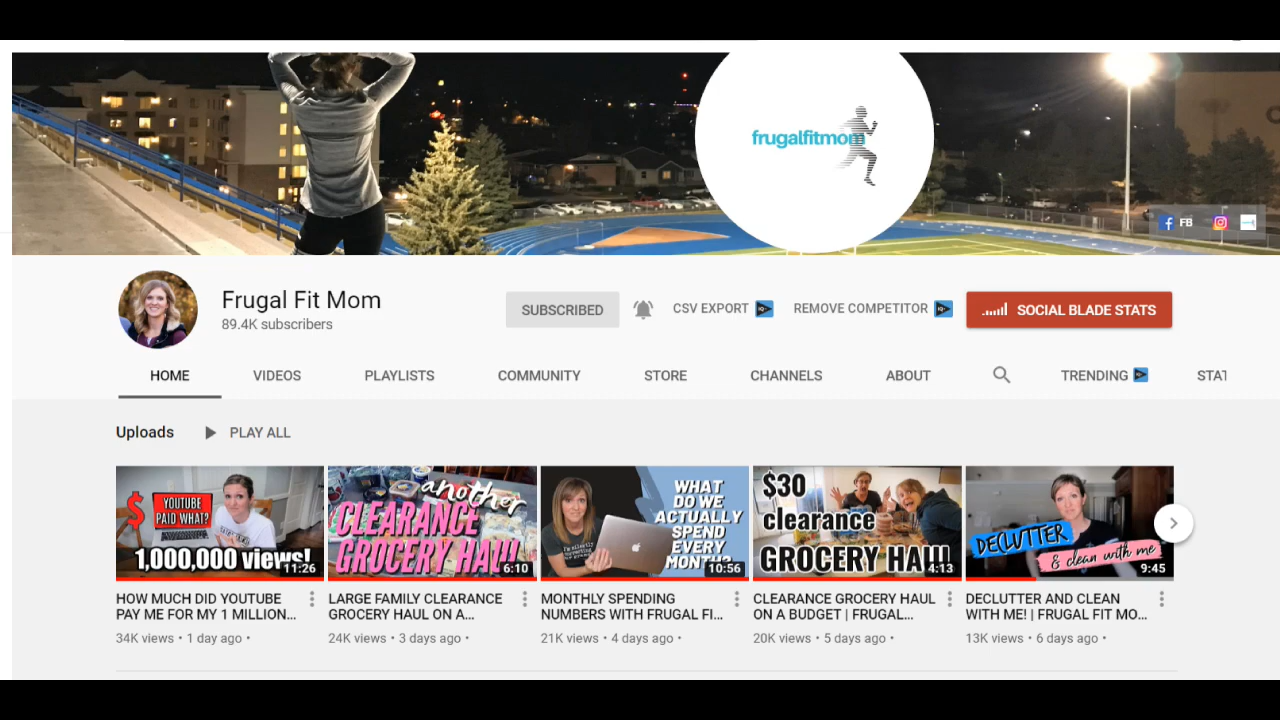 frugalfitmom
FB
Frugal Fit Mom
89.4K subscribers
SUBSCRIBED
CSV EXPORT
REMOVE COMPETITOR
SOCIAL BLADE STATS
HOME
VIDEOS
PLAYLISTS
COMMUNITY
STORE
CHANNELS
ABOUT
TRENDING
STAT
Uploads
PLAY ALL
$ YOUTUBE
PAID WHAT?
1,000,000 views!
11:26
another
CLEARANCE
GROCERY HAUL
6:10
WHAT
DO WE
ACTUALLY
SPEND
EVERY
MONTH?
10:56
$30
clearance
GROCERY HAUL
4:13
DECLUTTER
& clean with me
9:45
HOW MUCH DID YOUTUBE
PAY ME FOR MY 1 MILLION...
34K views • 1 day ago •
LARGE FAMILY CLEARANCE
GROCERY HAUL ON A...
24K views • 3 days ago •
MONTHLY SPENDING
NUMBERS WITH FRUGAL FI...
21K views • 4 days ago •
CLEARANCE GROCERY HAUL
ON A BUDGET | FRUGAL...
20K views • 5 days ago •
DECLUTTER AND CLEAN
WITH ME! | FRUGAL FIT MO...
13K views • 6 days ago •